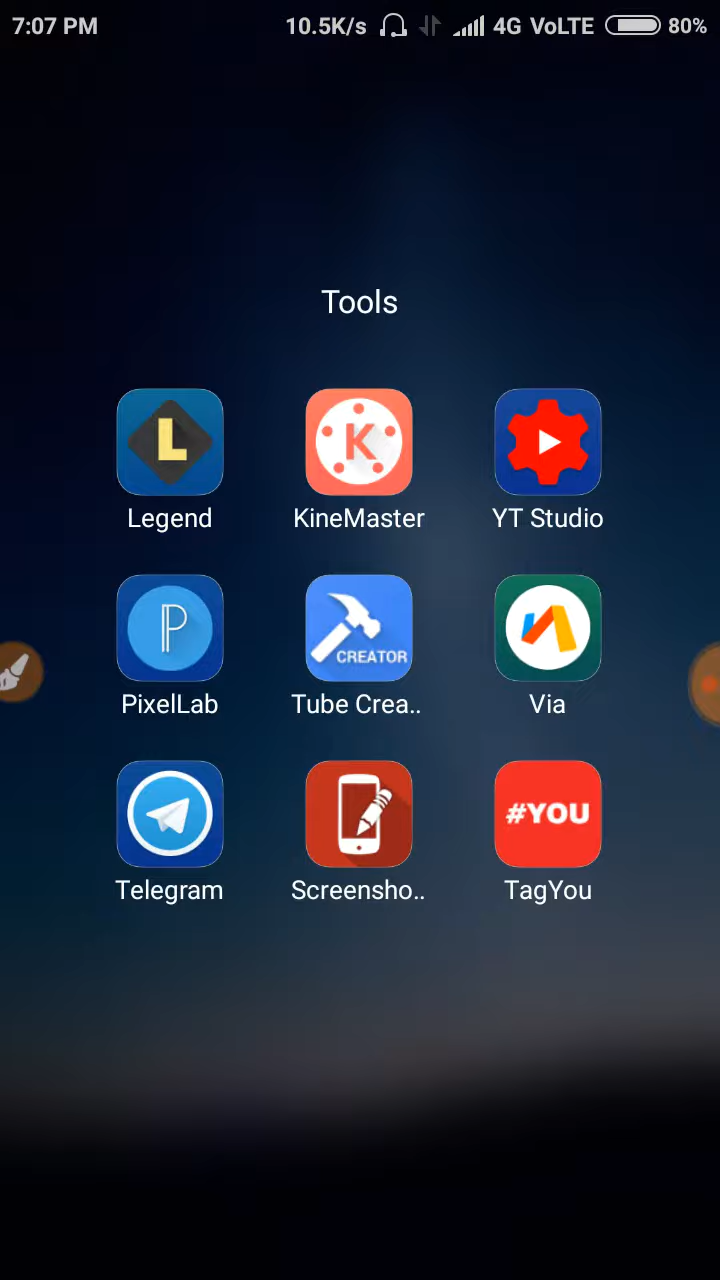 7:07 PM 10.5K/s 4G VoLTE 80%
Tools
L
K
Legend KineMaster YT Studio
P
CREATOR
PixelLab Tube Crea.. Via
#YOU
Telegram Screensho.. TagYou